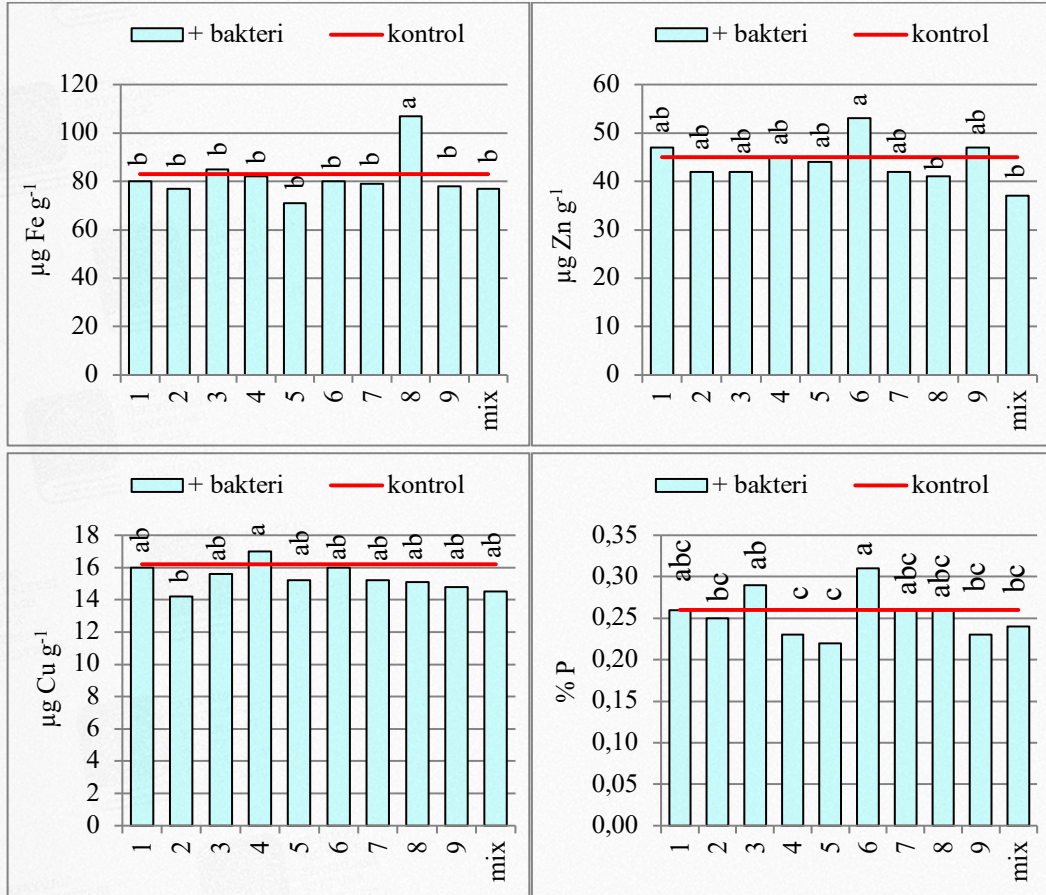 + bakteri kontrol
µg Fe g-1
120
100
80
60
40
20
0
b b b b b b b a b b
1 2 3 4 5 6 7 8 9 mix
+ bakteri kontrol
µg Zn g-1
60
50
40
30
20
10
0
ab ab ab ab ab a ab b ab b
1 2 3 4 5 6 7 8 9 mix
+ bakteri kontrol
µg Cu g-1
18
16
14
12
10
8
6
4
2
0
ab b ab a ab ab ab ab ab ab
1 2 3 4 5 6 7 8 9 mix
+ bakteri kontrol
% P
0,35
0,30
0,25
0,20
0,15
0,10
0,05
0,00
abc bc ab c c a abc abc bc bc
1 2 3 4 5 6 7 8 9 mix